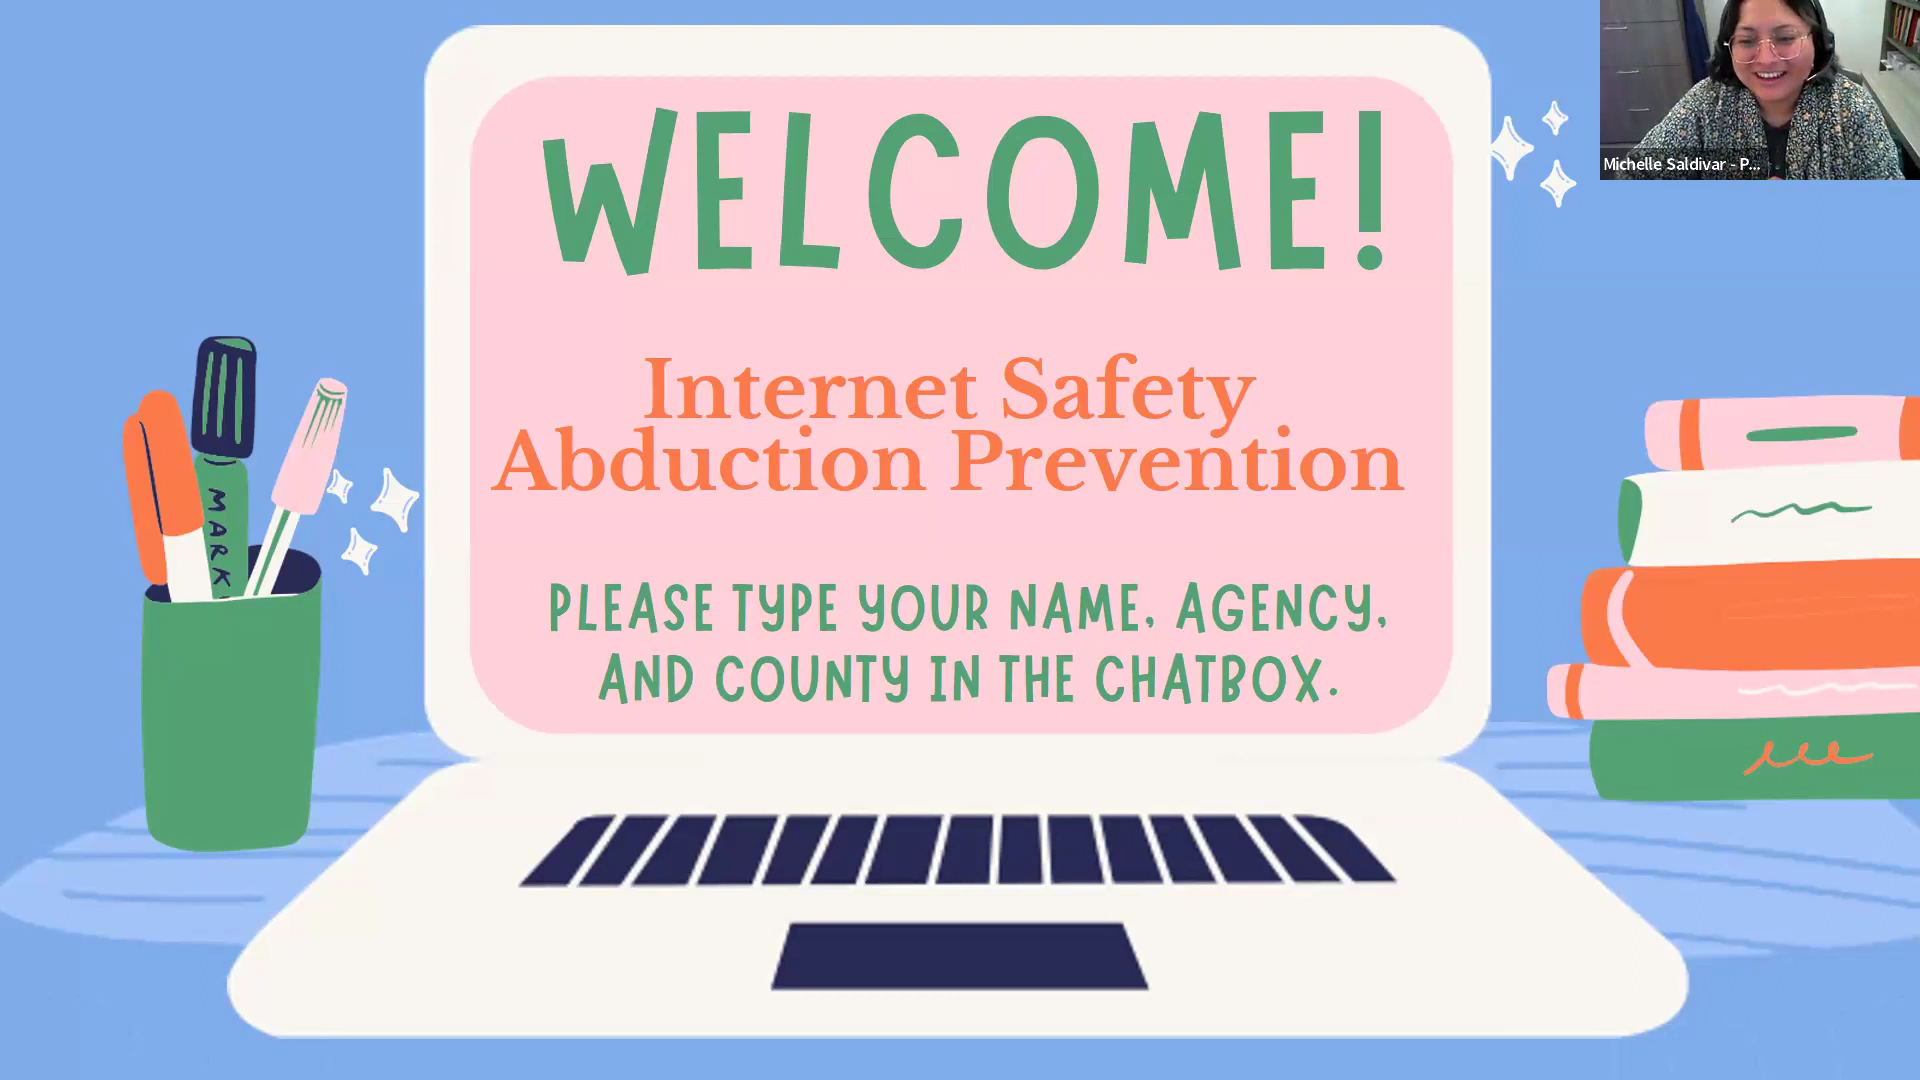 WELCOME!
Michelle Saldivar - P...
Internet Safety
Abduction Prevention
MARK
PLEASE TYPE YOUR NAME, AGENCY,
AND COUNTY IN THE CHATBOX.